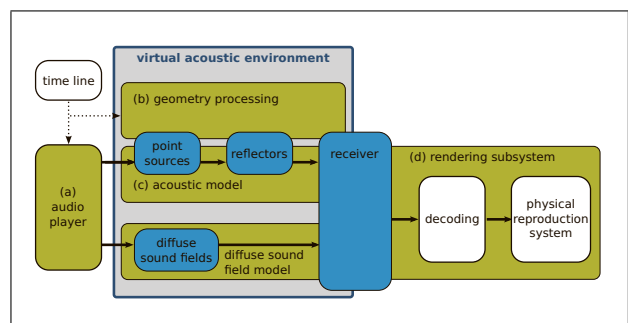 virtual acoustic environment
time line
(b) geometry processing
point
sources
reflectors
receiver
(d) rendering subsystem
(c) acoustic model
(a)
audio
player
decoding
physical
reproduction
system
diffuse
sound fields
diffuse sound
field model